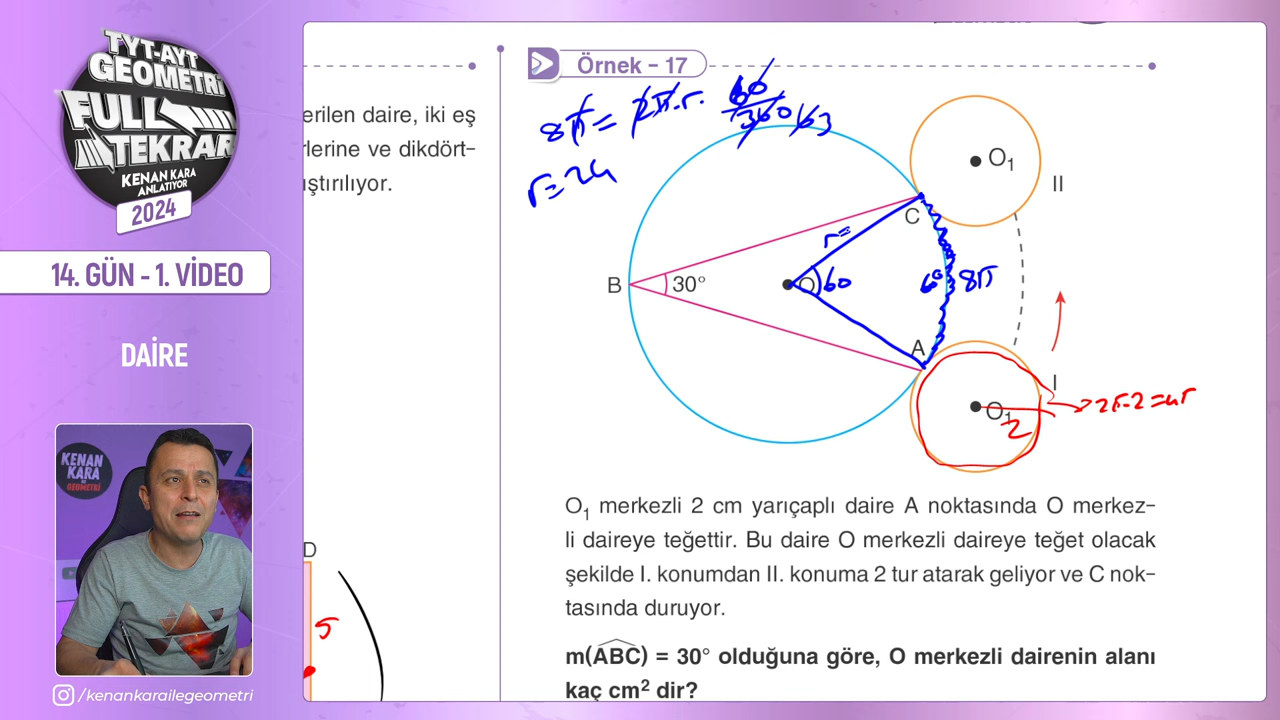 TYT-AYT
GEOMETRİ
FULL
TEKRAR
KENAN KARA
ANLATIYOR
2024
14. GÜN - 1. VİDEO
DAİRE
KENAN
KARA
GEOMETRİ
/kenankarailegeometri
erilen daire, iki eş
rlerine ve dikdört-
ıştırılıyor.
D
5
Örnek – 17
8π = 2π.r. 60/360 63
r=24
O1
II
C
r=
B
30°
O
60
60
8π
A
I
O1
2
2π.2=4π
O1 merkezli 2 cm yarıçaplı daire A noktasında O merkez-
li daireye teğettir. Bu daire O merkezli daireye teğet olacak
şekilde I. konumdan II. konuma 2 tur atarak geliyor ve C nok-
tasında duruyor.
m(ABC) = 30° olduğuna göre, O merkezli dairenin alanı
kaç cm² dir?